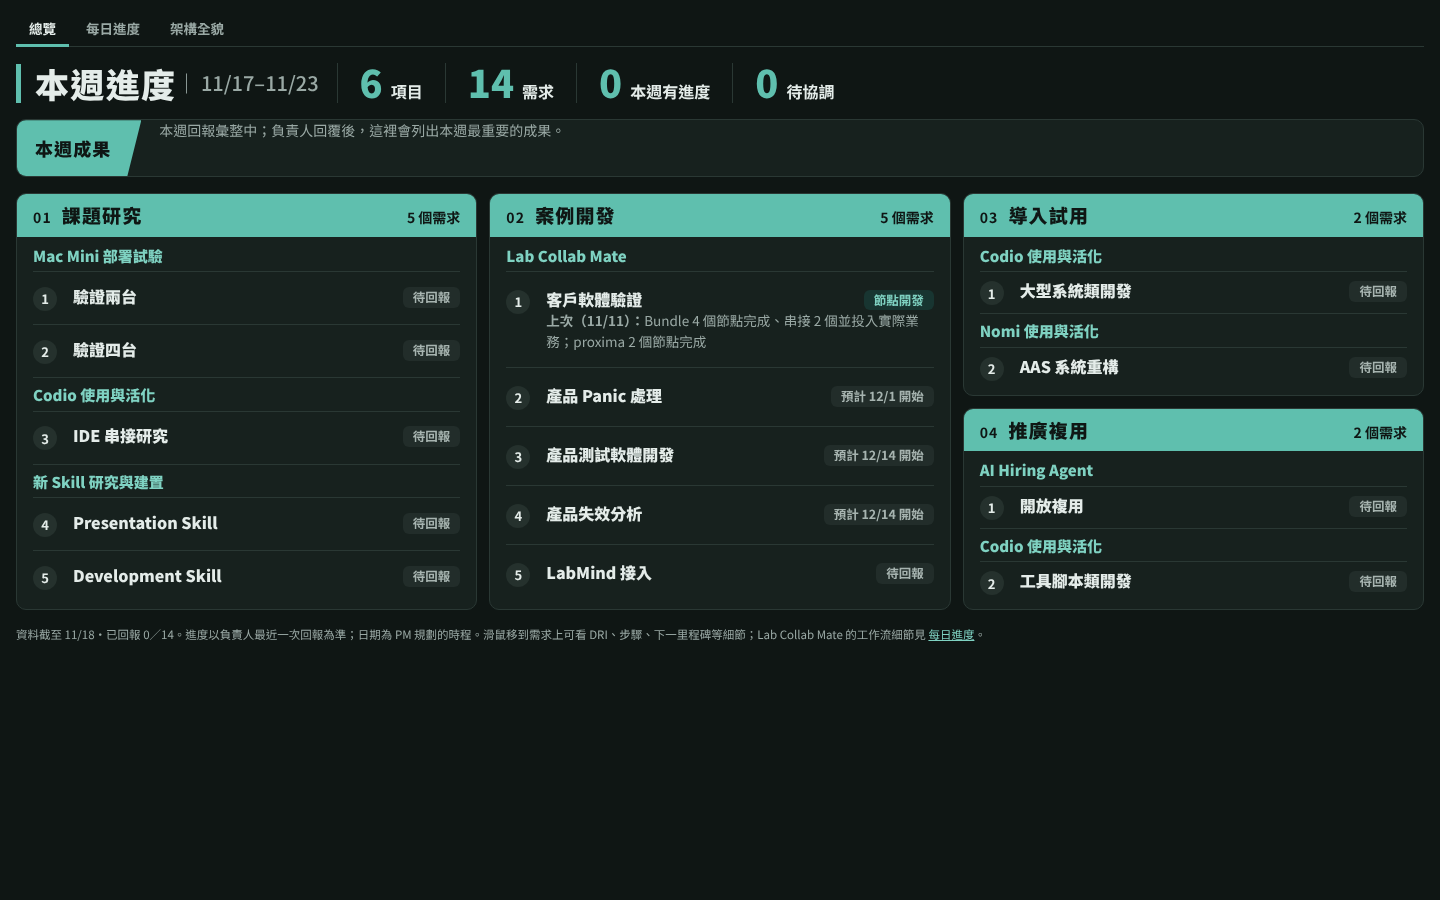 總覽 每日進度 架構全貌
本週進度 11/17–11/23 6 項目 14 需求 0 本週有進度 0 待協調
本週成果 本週回報彙整中；負責人回覆後，這裡會列出本週最重要的成果。
01 課題研究 5 個需求
Mac Mini 部署試驗
1 驗證兩台 待回報
2 驗證四台 待回報
Codio 使用與活化
3 IDE 串接研究 待回報
新 Skill 研究與建置
4 Presentation Skill 待回報
5 Development Skill 待回報
02 案例開發 5 個需求
Lab Collab Mate
1 客戶軟體驗證 節點開發
上次（11/11）：Bundle 4 個節點完成、串接 2 個並投入實際業
務；proxima 2 個節點完成
2 產品 Panic 處理 預計 12/1 開始
3 產品測試軟體開發 預計 12/14 開始
4 產品失效分析 預計 12/14 開始
5 LabMind 接入 待回報
03 導入試用 2 個需求
Codio 使用與活化
1 大型系統類開發 待回報
Nomi 使用與活化
2 AAS 系統重構 待回報
04 推廣複用 2 個需求
AI Hiring Agent
1 開放複用 待回報
Codio 使用與活化
2 工具腳本類開發 待回報
資料截至 11/18・已回報 0／14。進度以負責人最近一次回報為準；日期為 PM 規劃的時程。滑鼠移到需求上可看 DRI、步驟、下一里程碑等細節；Lab Collab Mate 的工作流細節見 每日進度。